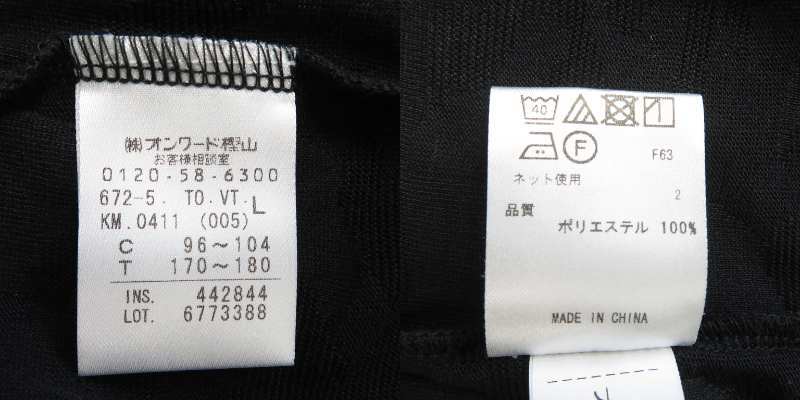 (株)オンワード樫山
お客様相談室
0120-58-6300
672-5. TO.VT. L
KM.0411 (005)
C 96〜104
T 170〜180
INS. 442844
LOT. 6773388
40
F F63
ネット使用
2
品質
ポリエステル 100%
MADE IN CHINA